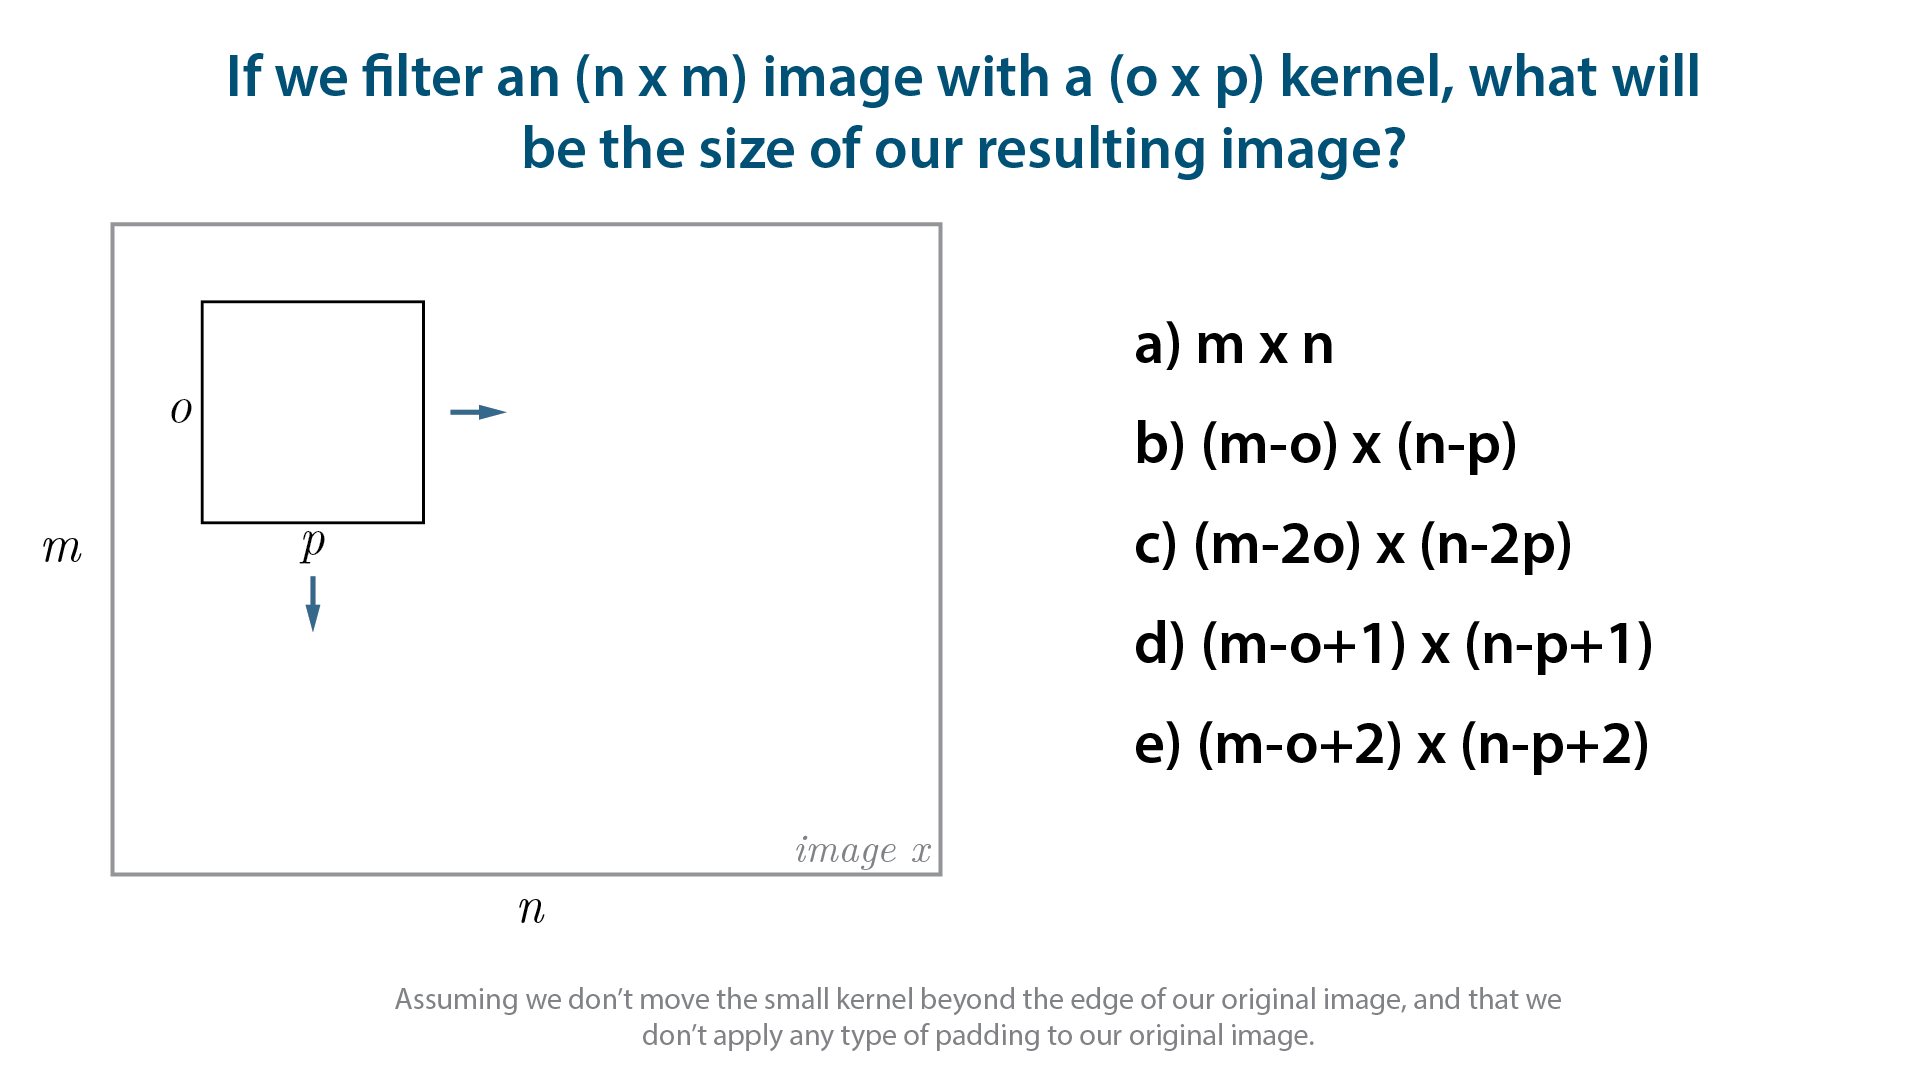 If we filter an (n x m) image with a (o x p) kernel, what will
be the size of our resulting image?
o
p
m
image x
n
a) m x n
b) (m-o) x (n-p)
c) (m-2o) x (n-2p)
d) (m-o+1) x (n-p+1)
e) (m-o+2) x (n-p+2)
Assuming we don’t move the small kernel beyond the edge of our original image, and that we
don’t apply any type of padding to our original image.